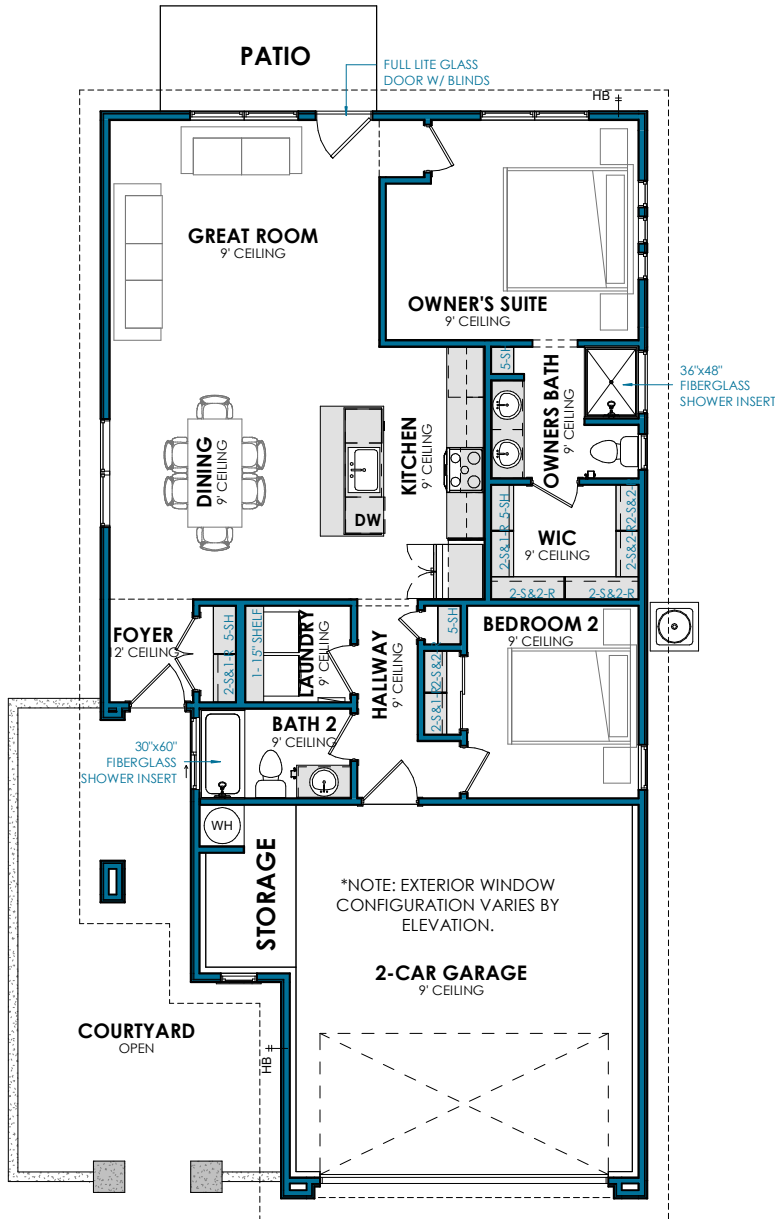 PATIO
FULL LITE GLASS
DOOR W/ BLINDS
HB
GREAT ROOM
9' CEILING
OWNER'S SUITE
9' CEILING
5-SH
36"x48"
FIBERGLASS
SHOWER INSERT
OWNERS BATH
9' CEILING
KITCHEN
9' CEILING
DINING
9' CEILING
DW
2-S&1-R
5-SH
WIC
9' CEILING
2-S&2-R
2-S&2-R
2-S&2-R
2-S&2-R
FOYER
12' CEILING
2-S&1-R
5-SH
1- 15" SHELF
LAUNDRY
9' CEILING
HALLWAY
9' CEILING
5-SH
2-S&1-R
2-S&2-R
BEDROOM 2
9' CEILING
BATH 2
9' CEILING
30"x60"
FIBERGLASS
SHOWER INSERT
WH
STORAGE
*NOTE: EXTERIOR WINDOW
CONFIGURATION VARIES BY
ELEVATION.
2-CAR GARAGE
9' CEILING
COURTYARD
OPEN
HB